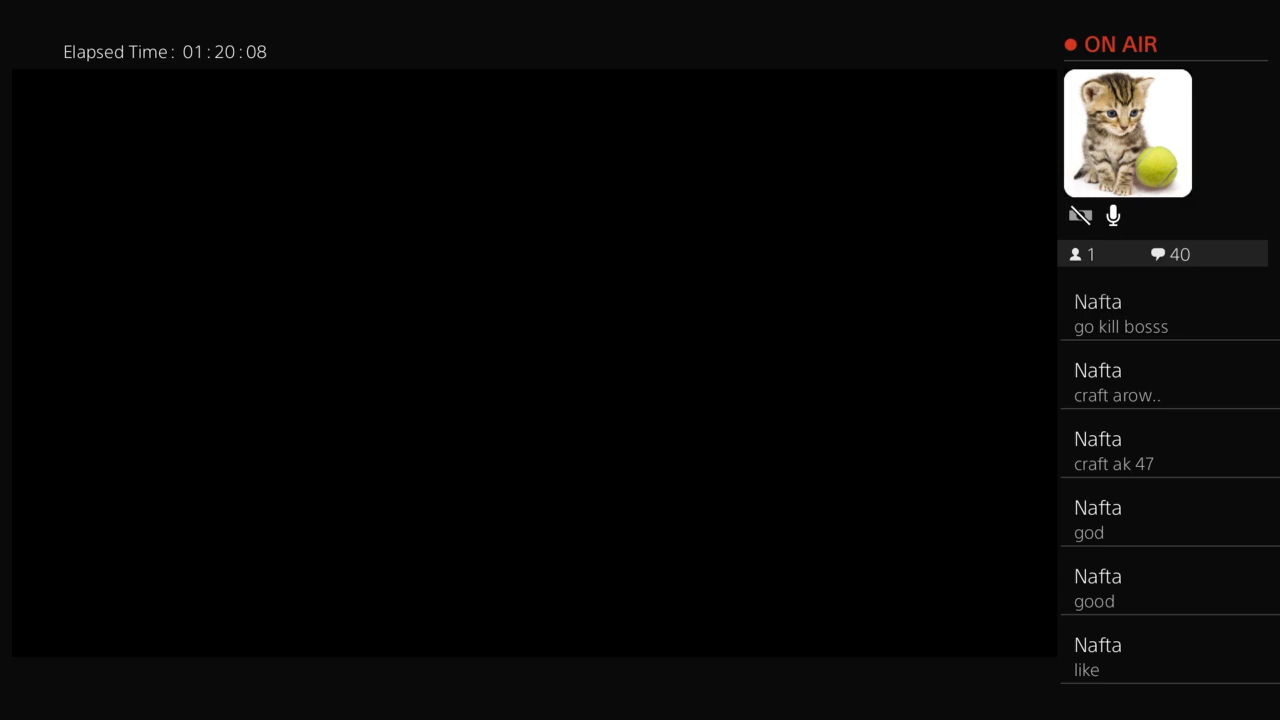 Elapsed Time: 01:20:08
ON AIR
1 40
Nafta
go kill bosss
Nafta
craft arow..
Nafta
craft ak 47
Nafta
god
Nafta
good
Nafta
like